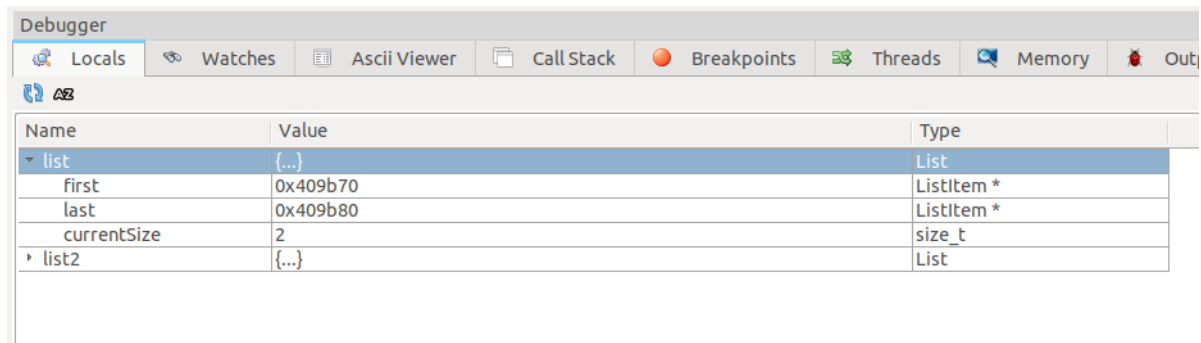 Debugger
Locals Watches Ascii Viewer Call Stack Breakpoints Threads Memory Outp
AZ
Name Value Type
list {...} List
first 0x409b70 ListItem *
last 0x409b80 ListItem *
currentSize 2 size_t
list2 {...} List